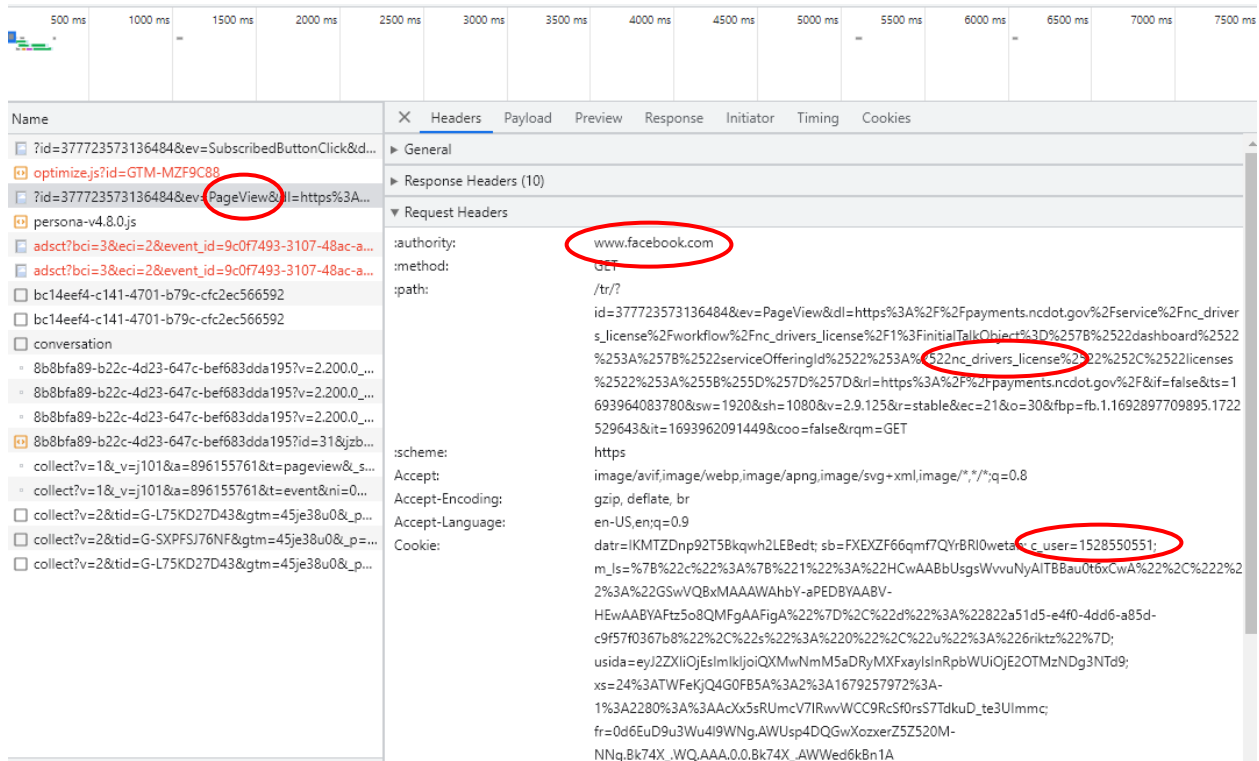 500 ms 1000 ms 1500 ms 2000 ms 2500 ms 3000 ms 3500 ms 4000 ms 4500 ms 5000 ms 5500 ms 6000 ms 6500 ms 7000 ms 7500 ms
Name
?id=377723573136484&ev=SubscribedButtonClick&d...
optimize.js?id=GTM-MZF9C88
?id=377723573136484&ev=PageView&dl=https%3A...
persona-v4.8.0.js
adsct?bci=3&eci=2&event_id=9c0f7493-3107-48ac-a...
adsct?bci=3&eci=2&event_id=9c0f7493-3107-48ac-a...
bc14eef4-c141-4701-b79c-cfc2ec566592
bc14eef4-c141-4701-b79c-cfc2ec566592
conversation
8b8bfa89-b22c-4d23-647c-bef683dda195?v=2.200.0_...
8b8bfa89-b22c-4d23-647c-bef683dda195?v=2.200.0_...
8b8bfa89-b22c-4d23-647c-bef683dda195?v=2.200.0_...
8b8bfa89-b22c-4d23-647c-bef683dda195?id=31&jzb...
collect?v=1&_v=j101&a=896155761&t=pageview&_s...
collect?v=1&_v=j101&a=896155761&t=event&ni=0...
collect?v=2&tid=G-L75KD27D43&gtm=45je38u0&_p...
collect?v=2&tid=G-SXPFSJ76NF&gtm=45je38u0&_p=...
collect?v=2&tid=G-L75KD27D43&gtm=45je38u0&_p...
Headers Payload Preview Response Initiator Timing Cookies
General
Response Headers (10)
Request Headers
:authority: www.facebook.com
:method: GET
:path: /tr/?
id=377723573136484&ev=PageView&dl=https%3A%2F%2Fpayments.ncdot.gov%2Fservice%2Fnc_driver
s_license%2Fworkflow%2Fnc_drivers_license%2F1%3FinitialTalkObject%3D%257B%2522dashboard%2522
%253A%257B%2522serviceOfferingId%2522%253A%2522nc_drivers_license%2522%252C%2522licenses
%2522%253A%255B%255D%257D%257D&rl=https%3A%2F%2Fpayments.ncdot.gov%2F&if=false&ts=1
693964083780&sw=1920&sh=1080&v=2.9.125&r=stable&ec=21&o=30&fbp=fb.1.1692897709895.1722
529643&it=1693962091449&coo=false&rqm=GET
:scheme: https
Accept: image/avif,image/webp,image/apng,image/svg+xml,image/*,*/*;q=0.8
Accept-Encoding: gzip, deflate, br
Accept-Language: en-US,en;q=0.9
Cookie: datr=IKMTZDnp92T5Bkqwh2LEBedt; sb=FXEXZF66qmf7QYrBRI0wetab; c_user=1528550551;
m_ls=%7B%22c%22%3A%7B%221%22%3A%22HCwAABbUsgsWvvuNyAITBBau0t6xCwA%22%2C%222%2
2%3A%22GSwVQBxMAAAWAhbY-aPEDBYAABV-
HEwAABYAFtz5o8QMFgAAFigA%22%7D%2C%22d%22%3A%22822a51d5-e4f0-4dd6-a85d-
c9f57f0367b8%22%2C%22s%22%3A%220%22%2C%22u%22%3A%226riktz%22%7D;
usida=eyJ2ZXIiOjEsImlkIjoiQXMwNmM5aDRyMXFxaylsInRpbWUiOjE2OTMzNDg3NTd9;
xs=24%3ATWFeKjQ4G0FB5A%3A2%3A1679257972%3A-
1%3A2280%3A%3AAcXx5sRUmcV7IRwvWCC9RcSf0rsS7TdkuD_te3UImmc;
fr=0d6EuD9u3Wu4I9WNg.AWUsp4DQGwXozxerZ5Z520M-
NNg.Bk74X_.WQ.AAA.0.0.Bk74X_.AWWed6kBn1A